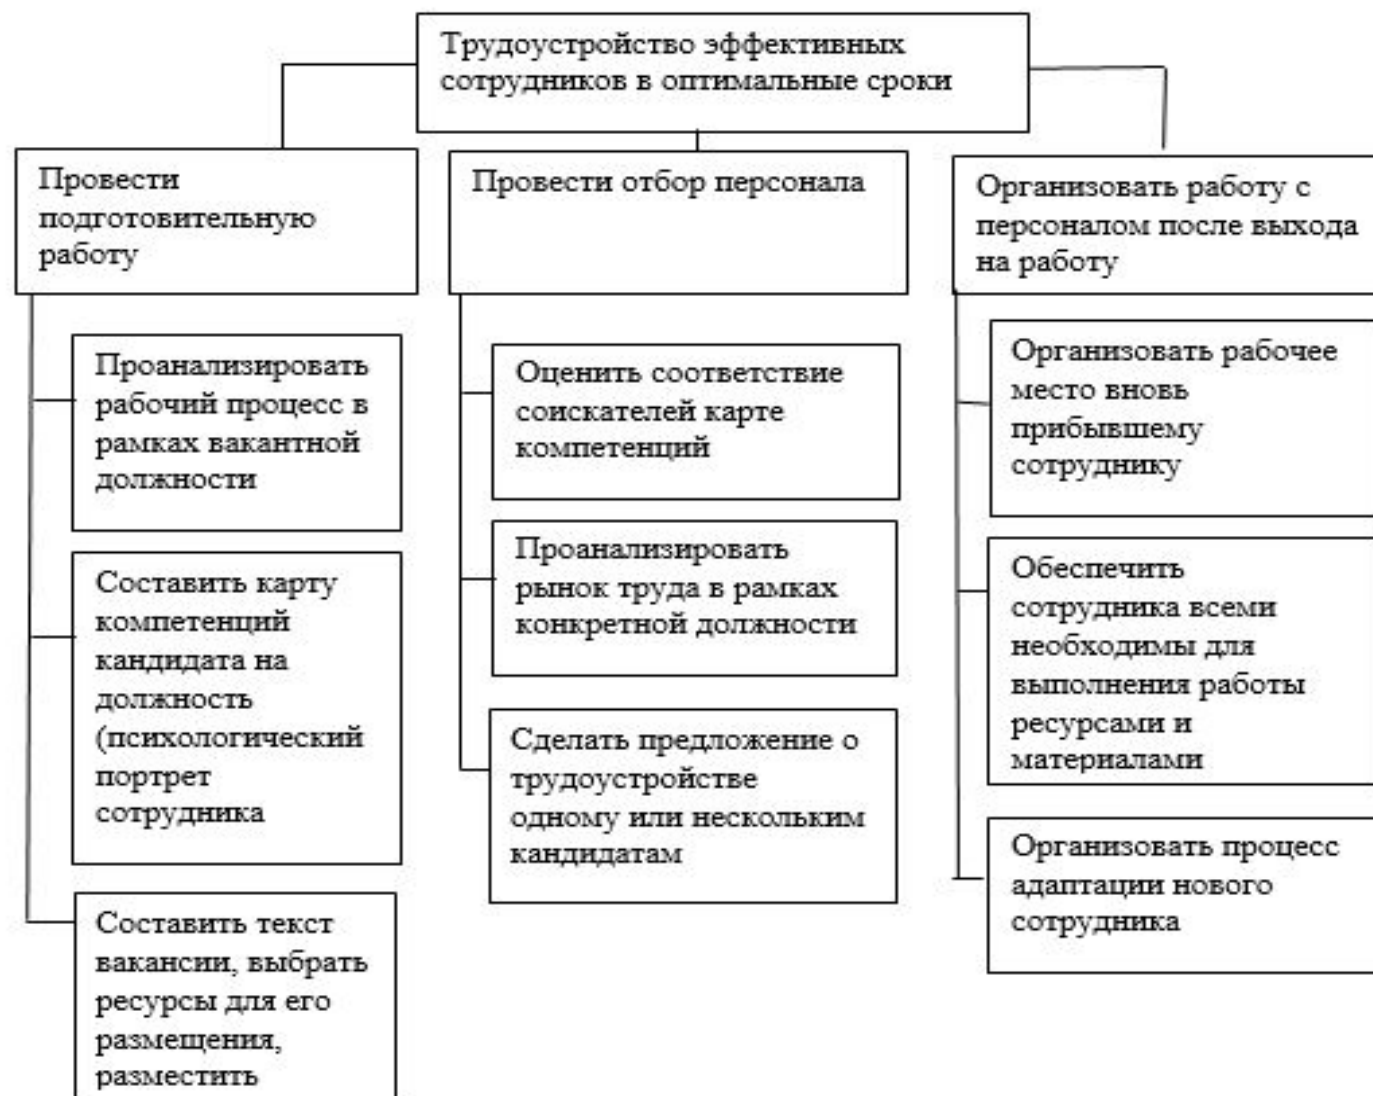 Трудоустройство эффективных
сотрудников в оптимальные сроки
Провести
подготовительную
работу
Проанализировать
рабочий процесс в
рамках вакантной
должности
Составить карту
компетенций
кандидата на
должность
(психологический
портрет
сотрудника
Составить текст
вакансии, выбрать
ресурсы для его
размещения,
разместить
Провести отбор персонала
Оценить соответствие
соискателей карте
компетенций
Проанализировать
рынок труда в рамках
конкретной должности
Сделать предложение о
трудоустройстве
одному или нескольким
кандидатам
Организовать работу с
персоналом после выхода
на работу
Организовать рабочее
место вновь
прибывшему
сотруднику
Обеспечить
сотрудника всеми
необходимы для
выполнения работы
ресурсами и
материалами
Организовать процесс
адаптации нового
сотрудника